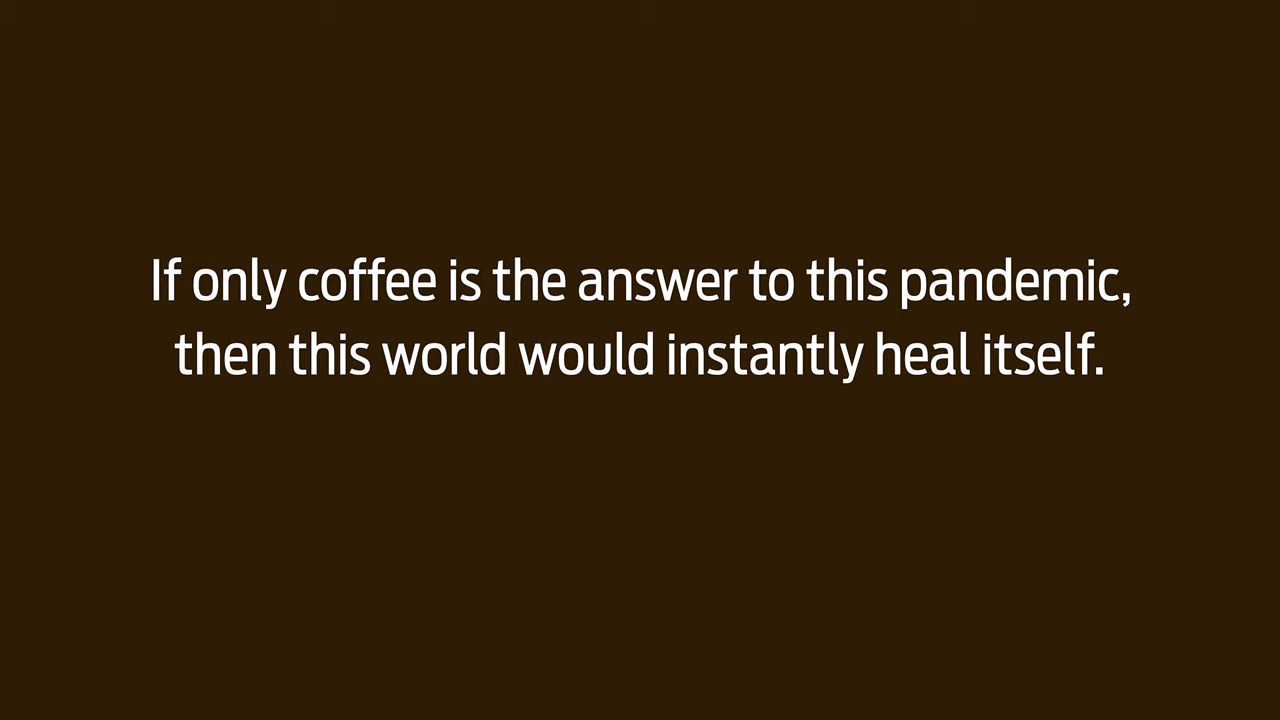 If only coffee is the answer to this pandemic,
then this world would instantly heal itself.